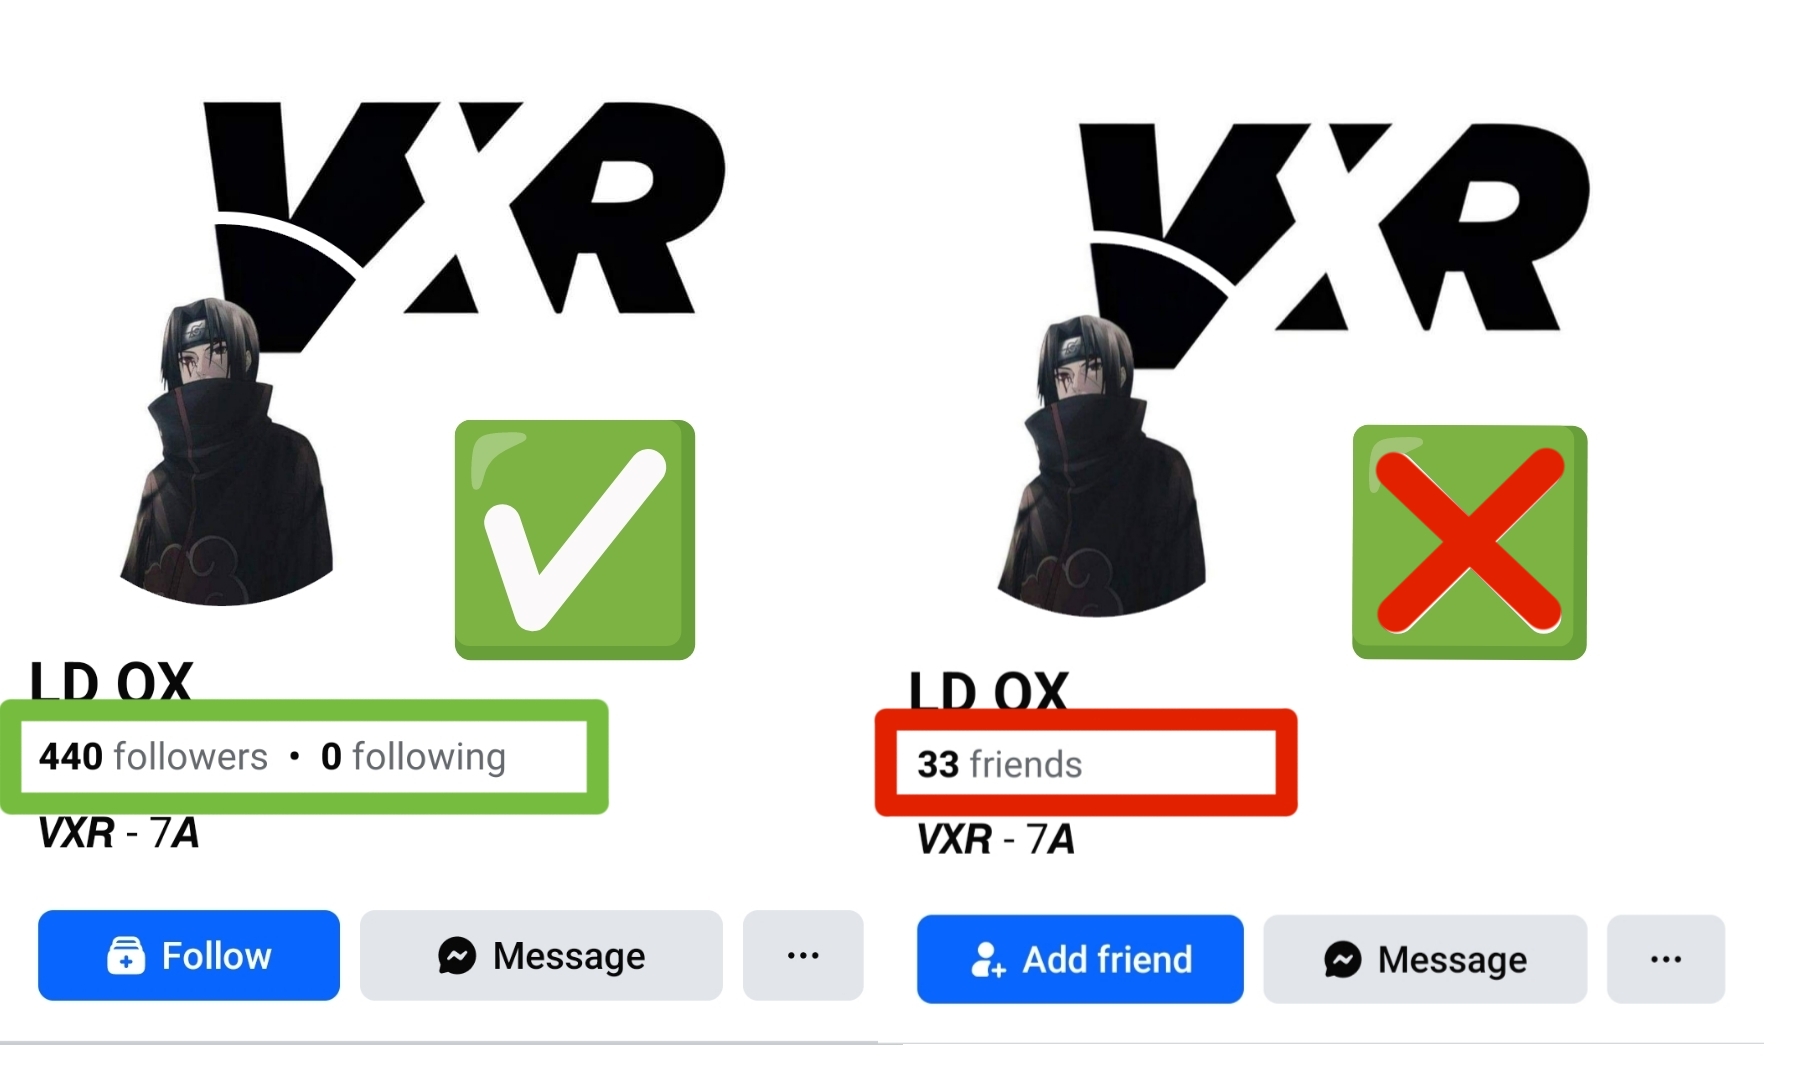 VXR
LD OX
440 followers • 0 following
VXR - 7A
Follow
Message
VXR
LD OX
33 friends
VXR - 7A
Add friend
Message